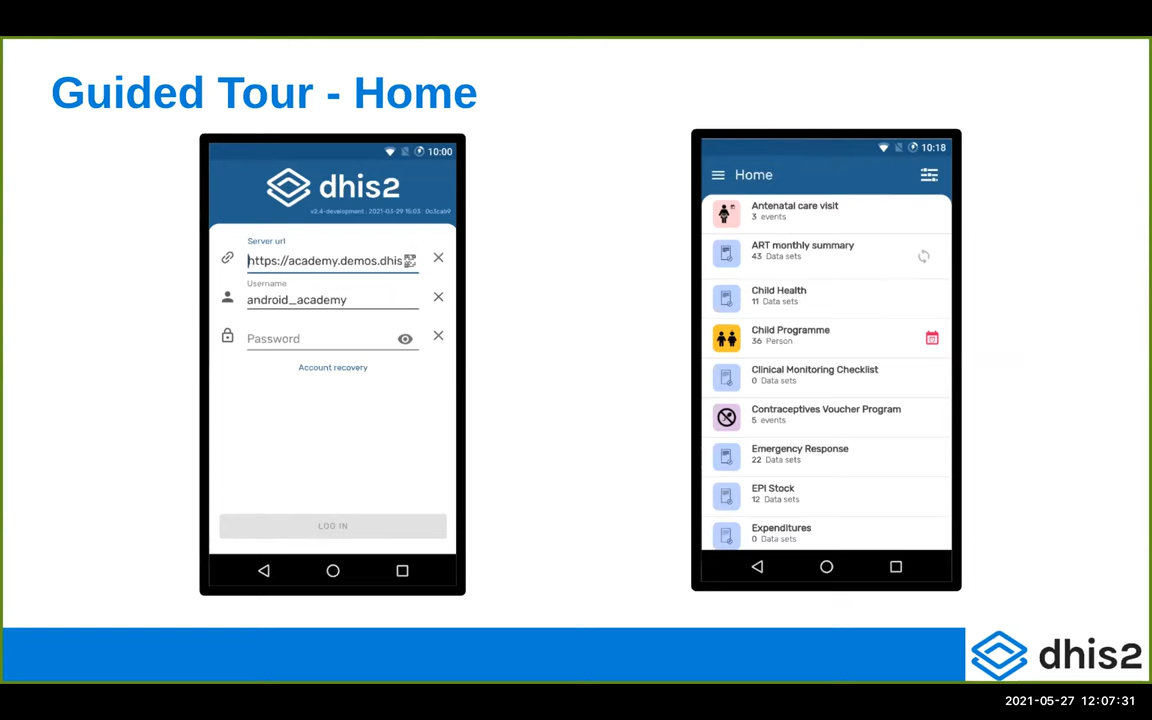 Guided Tour - Home
10:00
dhis2
v2.4-development : 2021-03-29 15:03
Server url
https://academy.demos.dhis
Username
android_academy
Password
Account recovery
LOG IN
10:18
Home
Antenatal care visit
3 events
ART monthly summary
43 Data sets
Child Health
11 Data sets
Child Programme
36 Person
Clinical Monitoring Checklist
0 Data sets
Contraceptives Voucher Program
5 events
Emergency Response
22 Data sets
EPI Stock
12 Data sets
Expenditures
0 Data sets
dhis2
2021-05-27 12:07:31